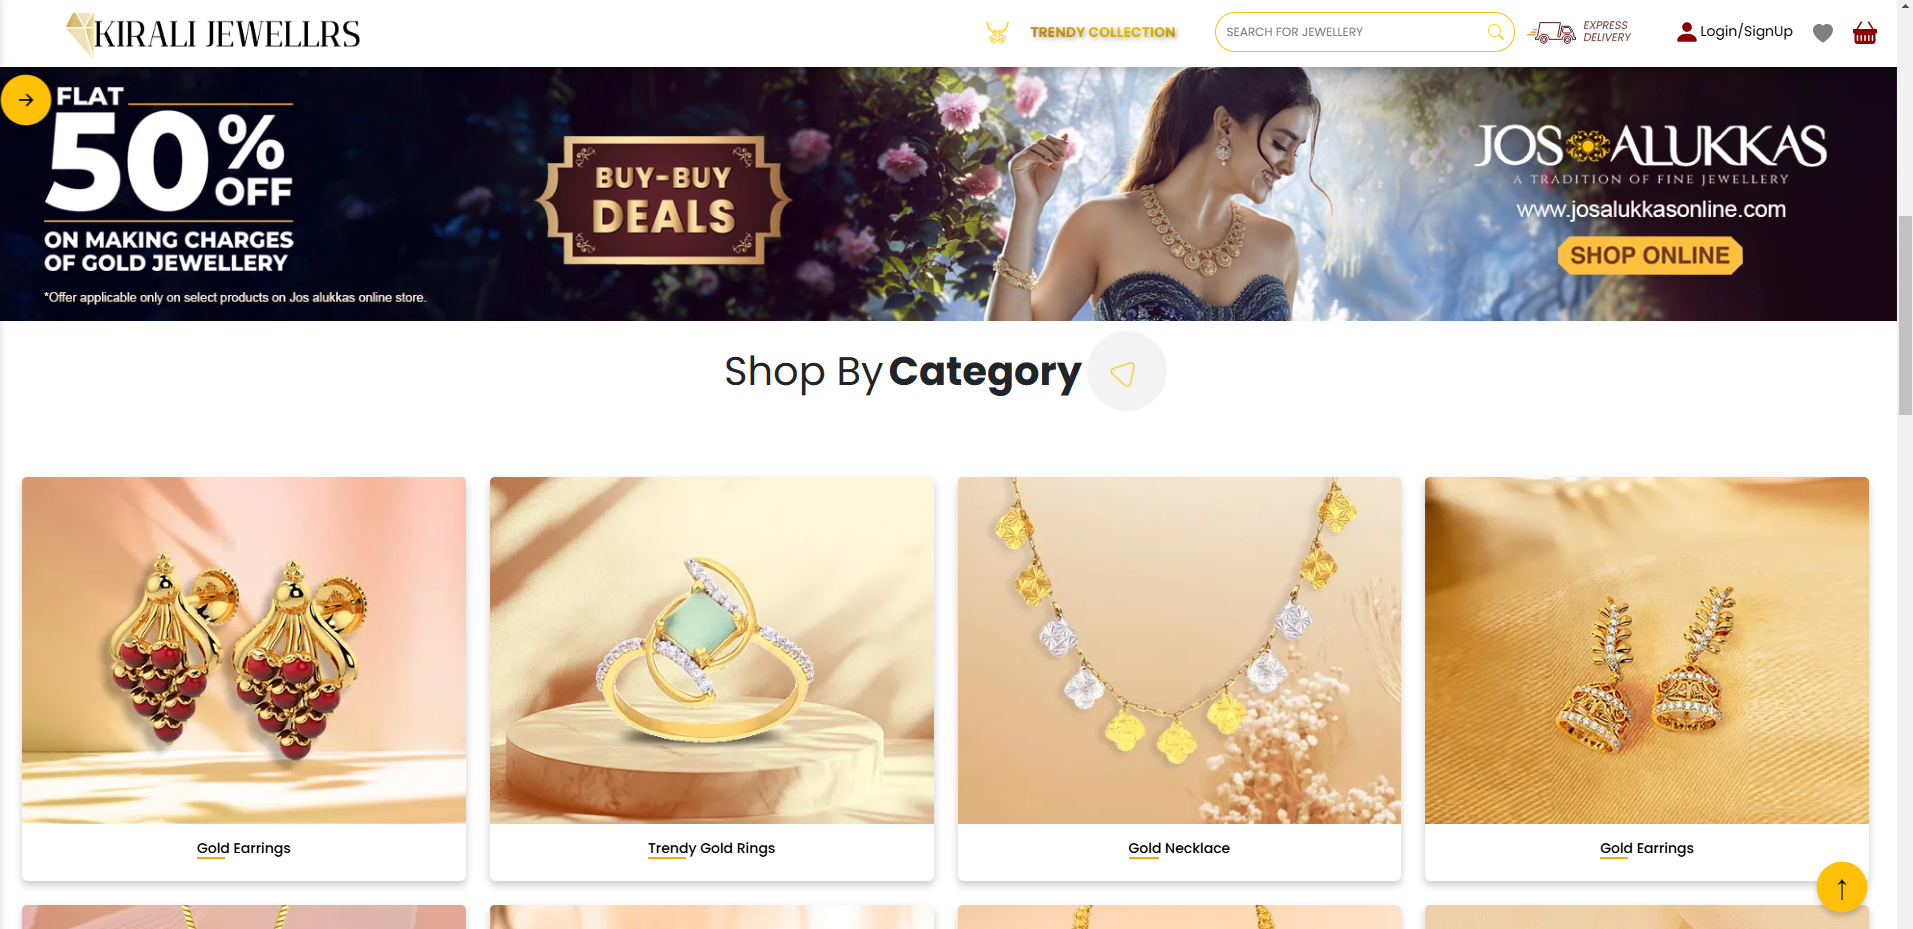 KIRALI JEWELLRS
TRENDY COLLECTION
SEARCH FOR JEWELLERY
EXPRESS
DELIVERY
Login/SignUp
FLAT
50%
OFF
ON MAKING CHARGES
OF GOLD JEWELLERY
*Offer applicable only on select products on Jos alukkas online store.
BUY-BUY
DEALS
JOS ALUKKAS
A TRADITION OF FINE JEWELLERY
www.josalukkasonline.com
SHOP ONLINE
Shop By Category
Gold Earrings
Trendy Gold Rings
Gold Necklace
Gold Earrings